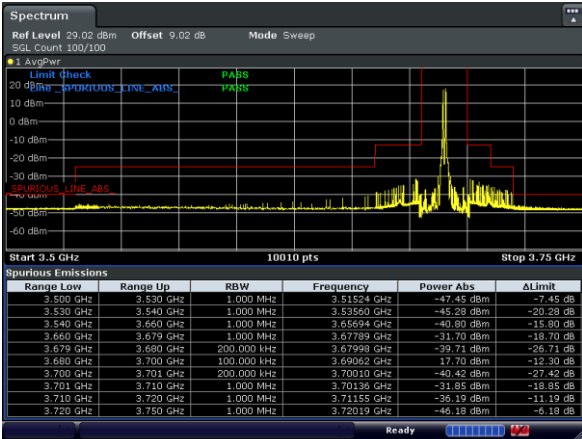 Spectrum
Ref Level 29.02 dBm Offset 9.02 dB Mode Sweep
SGL Count 100/100
1 AvgPwr
Limit Check PASS
20 dBm
Line _SPURIOUS_LINE_ABS_ PASS
10 dBm
0 dBm
-10 dBm
-20 dBm
-30 dBm
_SPURIOUS_LINE_ABS_
-40 dBm
-50 dBm
-60 dBm
Start 3.5 GHz 10010 pts Stop 3.75 GHz
Spurious Emissions
Range Low Range Up RBW Frequency Power Abs ΔLimit
3.500 GHz 3.530 GHz 1.000 MHz 3.51524 GHz -47.45 dBm -7.45 dB
3.530 GHz 3.540 GHz 1.000 MHz 3.53560 GHz -45.28 dBm -20.28 dB
3.540 GHz 3.660 GHz 1.000 MHz 3.65694 GHz -40.80 dBm -15.80 dB
3.660 GHz 3.679 GHz 1.000 MHz 3.67789 GHz -31.70 dBm -18.70 dB
3.679 GHz 3.680 GHz 200.000 kHz 3.67998 GHz -39.71 dBm -26.71 dB
3.680 GHz 3.700 GHz 100.000 kHz 3.69062 GHz 17.70 dBm -12.30 dB
3.700 GHz 3.701 GHz 200.000 kHz 3.70010 GHz -40.42 dBm -27.42 dB
3.701 GHz 3.710 GHz 1.000 MHz 3.70136 GHz -31.85 dBm -18.85 dB
3.710 GHz 3.720 GHz 1.000 MHz 3.71155 GHz -36.19 dBm -11.19 dB
3.720 GHz 3.750 GHz 1.000 MHz 3.72019 GHz -46.18 dBm -6.18 dB
Ready